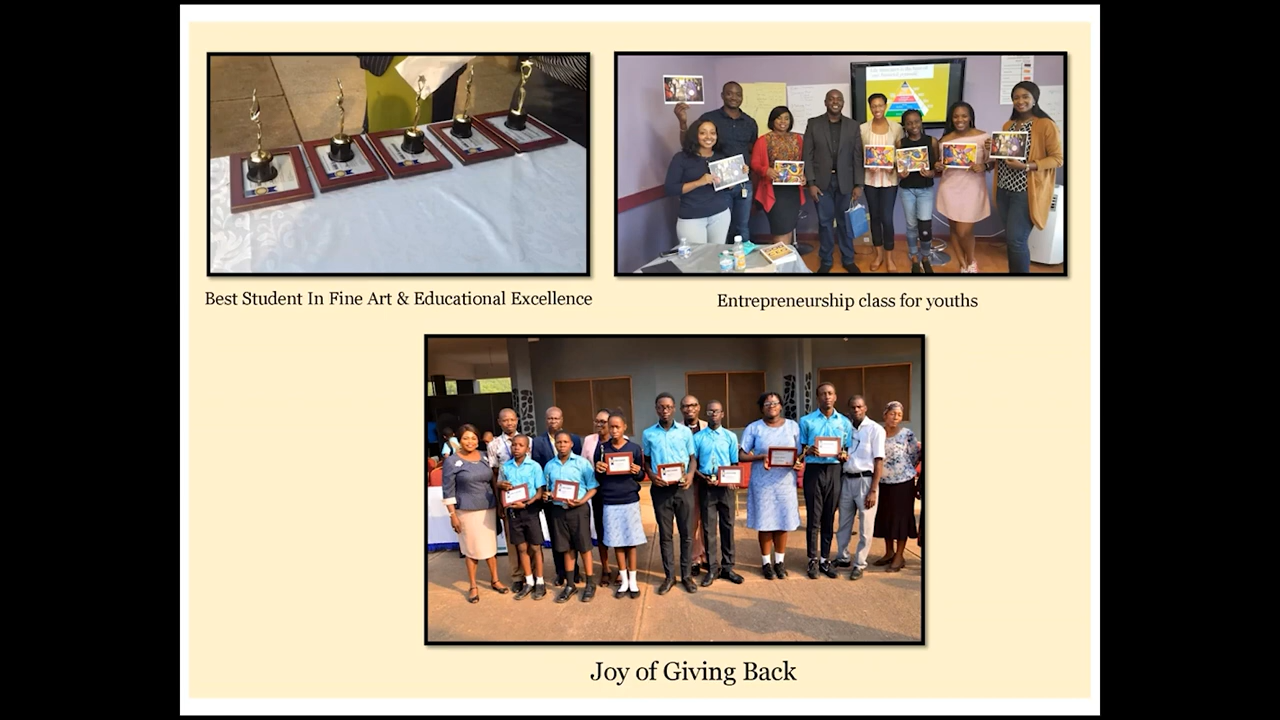 Best Student In Fine Art & Educational Excellence
Entrepreneurship class for youths
Joy of Giving Back